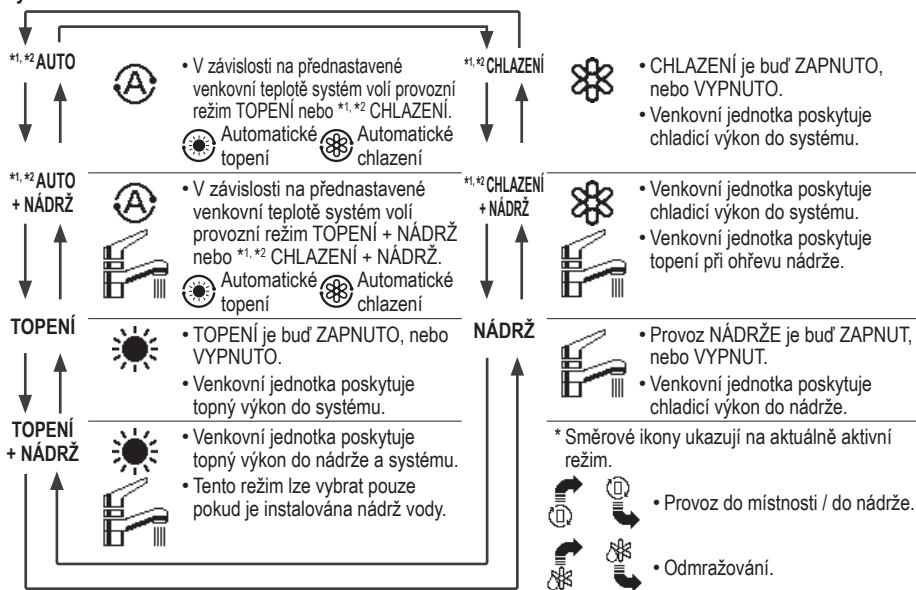 *1, *2 AUTO
• V závislosti na přednastavené
venkovní teplotě systém volí provozní
režim TOPENÍ nebo *1, *2 CHLAZENÍ.
Automatické
topení
Automatické
chlazení
*1, *2 AUTO
+ NÁDRŽ
• V závislosti na přednastavené
venkovní teplotě systém volí
provozní režim TOPENÍ + NÁDRŽ
nebo *1, *2 CHLAZENÍ + NÁDRŽ.
Automatické
topení
Automatické
chlazení
TOPENÍ
• TOPENÍ je buď ZAPNUTO, nebo
VYPNUTO.
• Venkovní jednotka poskytuje
topný výkon do systému.
TOPENÍ
+ NÁDRŽ
• Venkovní jednotka poskytuje
topný výkon do nádrže a systému.
• Tento režim lze vybrat pouze
pokud je instalována nádrž vody.
*1, *2 CHLAZENÍ
• CHLAZENÍ je buď ZAPNUTO,
nebo VYPNUTO.
• Venkovní jednotka poskytuje
chladicí výkon do systému.
*1, *2 CHLAZENÍ
+ NÁDRŽ
• Venkovní jednotka poskytuje
chladicí výkon do systému.
• Venkovní jednotka poskytuje
topení při ohřevu nádrže.
NÁDRŽ
• Provoz NÁDRŽE je buď ZAPNUT,
nebo VYPNUT.
• Venkovní jednotka poskytuje
chladicí výkon do nádrže.
* Směrové ikony ukazují na aktuálně aktivní
režim.
• Provoz do místnosti / do nádrže.
• Odmražování.